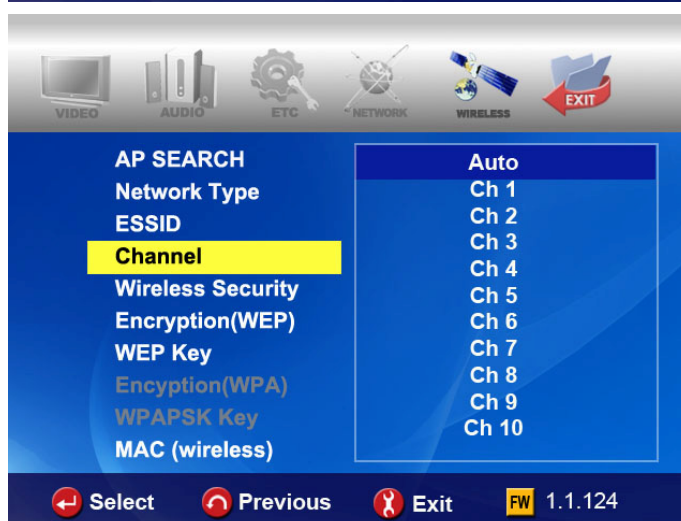 VIDEO AUDIO ETC NETWORK WIRELESS EXIT
AP SEARCH
Network Type
ESSID
Channel
Wireless Security
Encryption(WEP)
WEP Key
Encyption(WPA)
WPAPSK Key
MAC (wireless)
Auto
Ch 1
Ch 2
Ch 3
Ch 4
Ch 5
Ch 6
Ch 7
Ch 8
Ch 9
Ch 10
Select Previous Exit FW 1.1.124